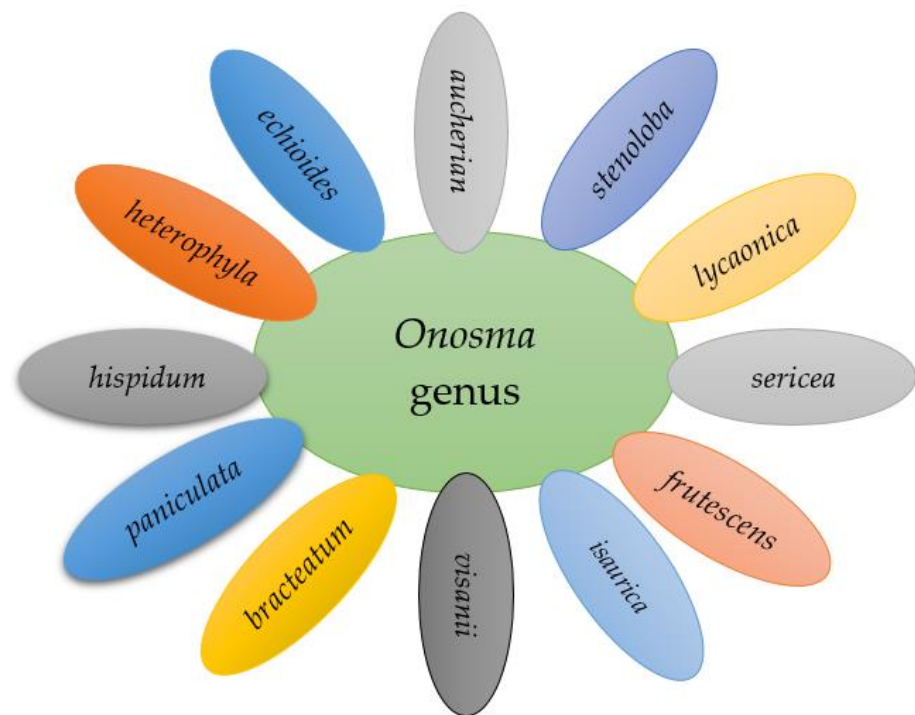 aucherian
stenoloba
lycaonica
sericea
frutescens
isaurica
visanii
bracteatum
paniculata
hispidum
heterophyla
echioides
Onosma
genus